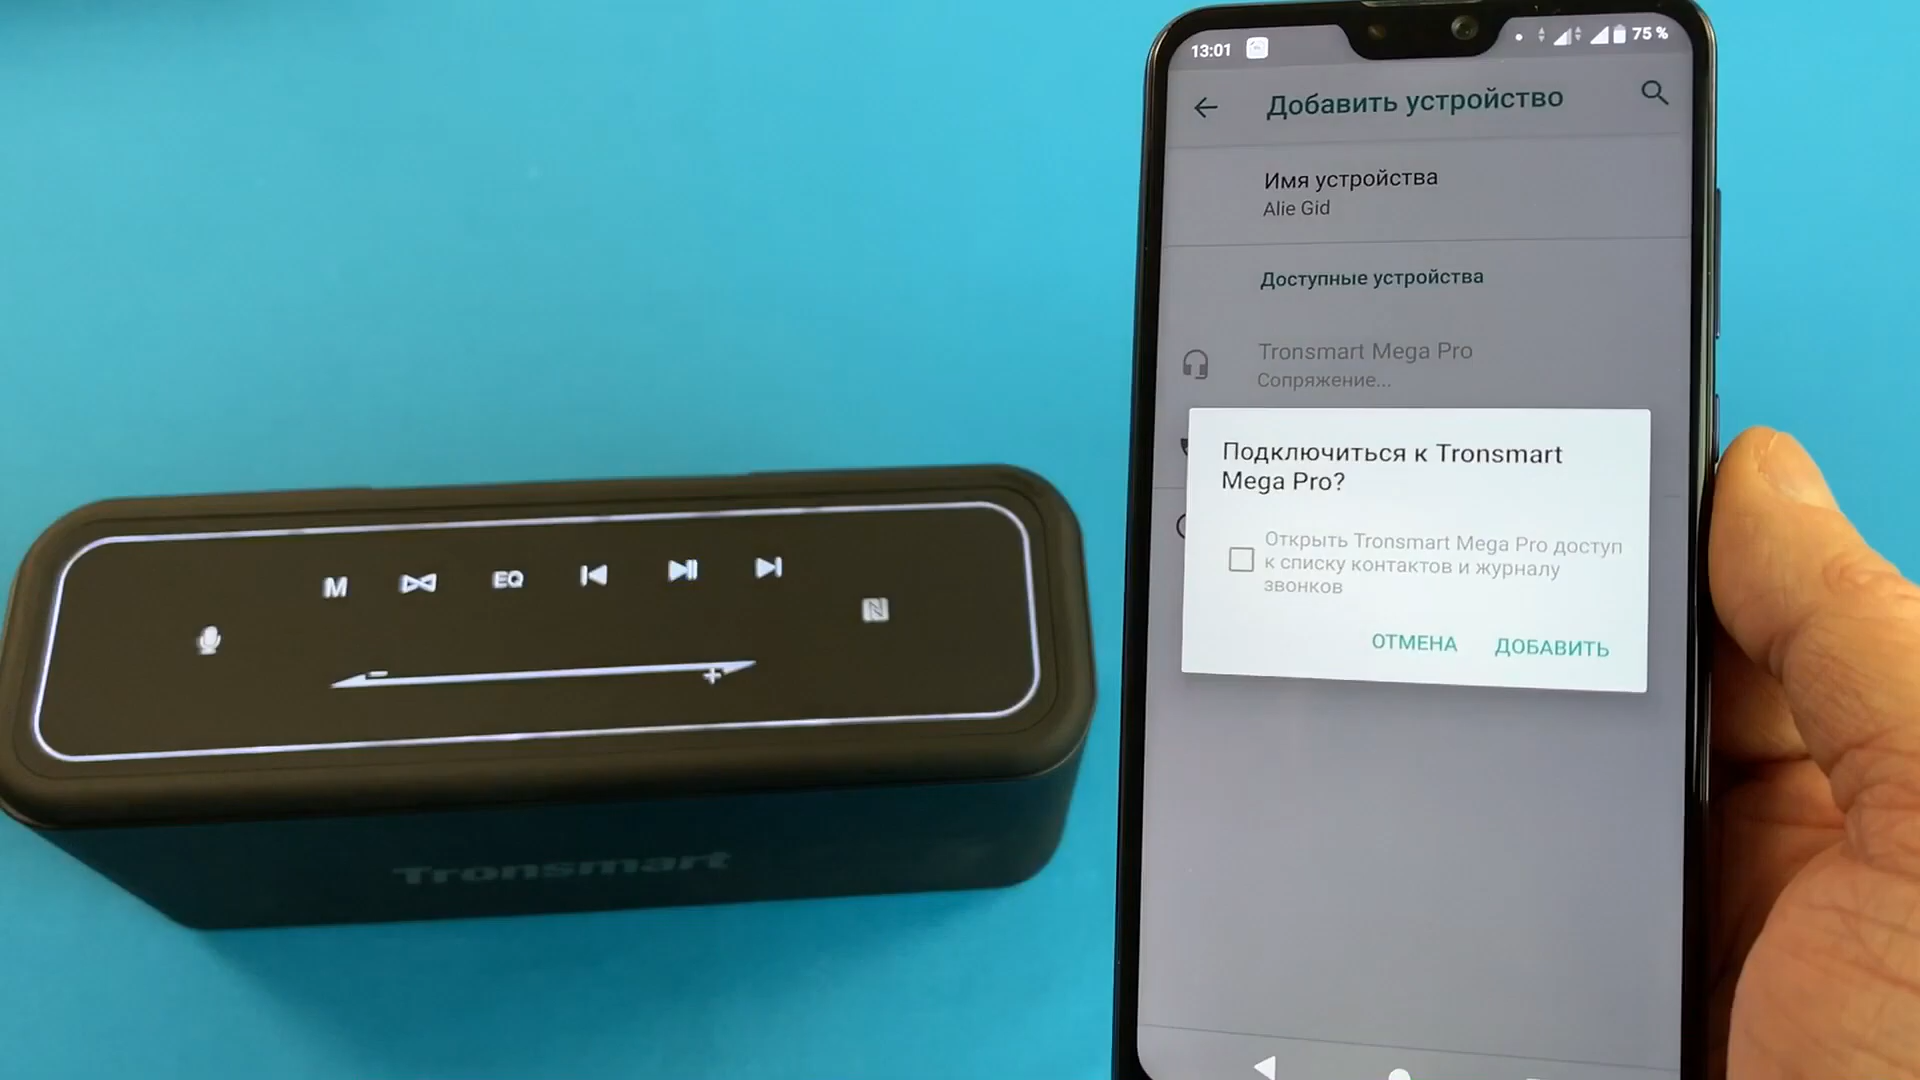 13:01
75 %
Добавить устройство
Имя устройства
Alie Gid
Доступные устройства
Tronsmart Mega Pro
Сопряжение...
Подключиться к Tronsmart
Mega Pro?
Открыть Tronsmart Mega Pro доступ
к списку контактов и журналу
звонков
ОТМЕНА ДОБАВИТЬ
M EQ
- +
Tronsmart